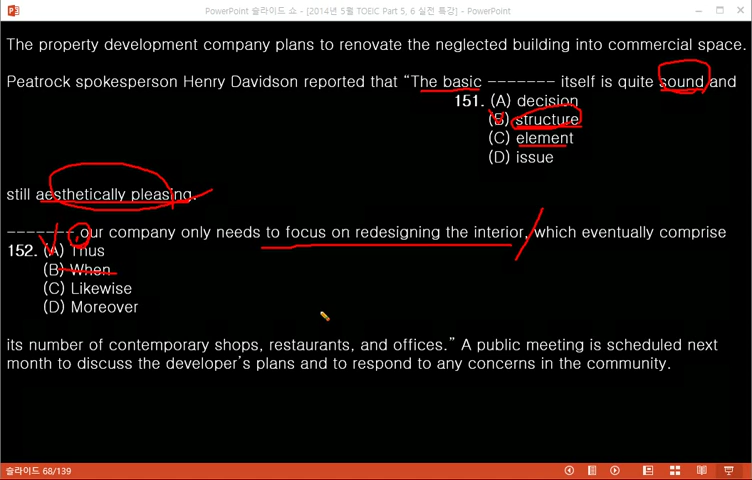 PowerPoint 슬라이드 쇼 - [2014년 5월 TOEIC Part 5, 6 실전 특강] - PowerPoint
The property development company plans to renovate the neglected building into commercial space.
Peatrock spokesperson Henry Davidson reported that “The basic ------- itself is quite sound and
151. (A) decision
(B) structure
(C) element
(D) issue
still aesthetically pleasing.
-------, our company only needs to focus on redesigning the interior, which eventually comprise
152. (A) Thus
(B) When
(C) Likewise
(D) Moreover
its number of contemporary shops, restaurants, and offices.” A public meeting is scheduled next
month to discuss the developer’s plans and to respond to any concerns in the community.
슬라이드 68/139